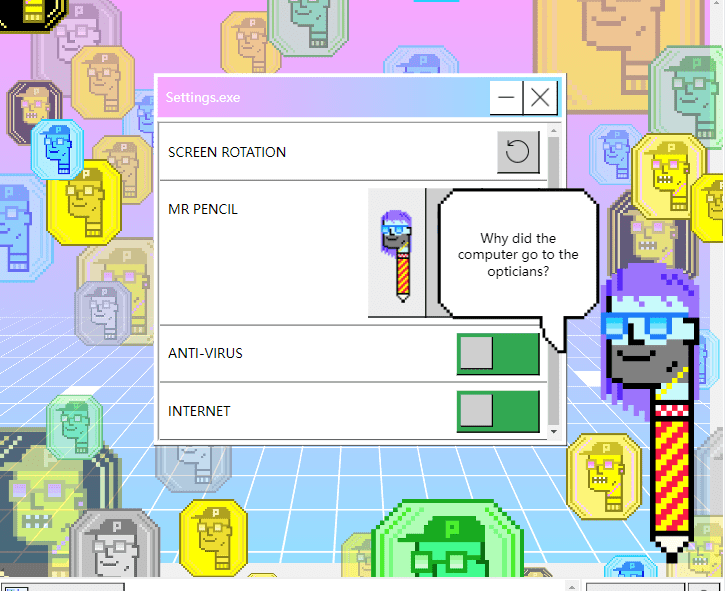 Settings.exe
SCREEN ROTATION
MR PENCIL
Why did the
computer go to the
opticians?
ANTI-VIRUS
INTERNET
P
P
P
P
P
P